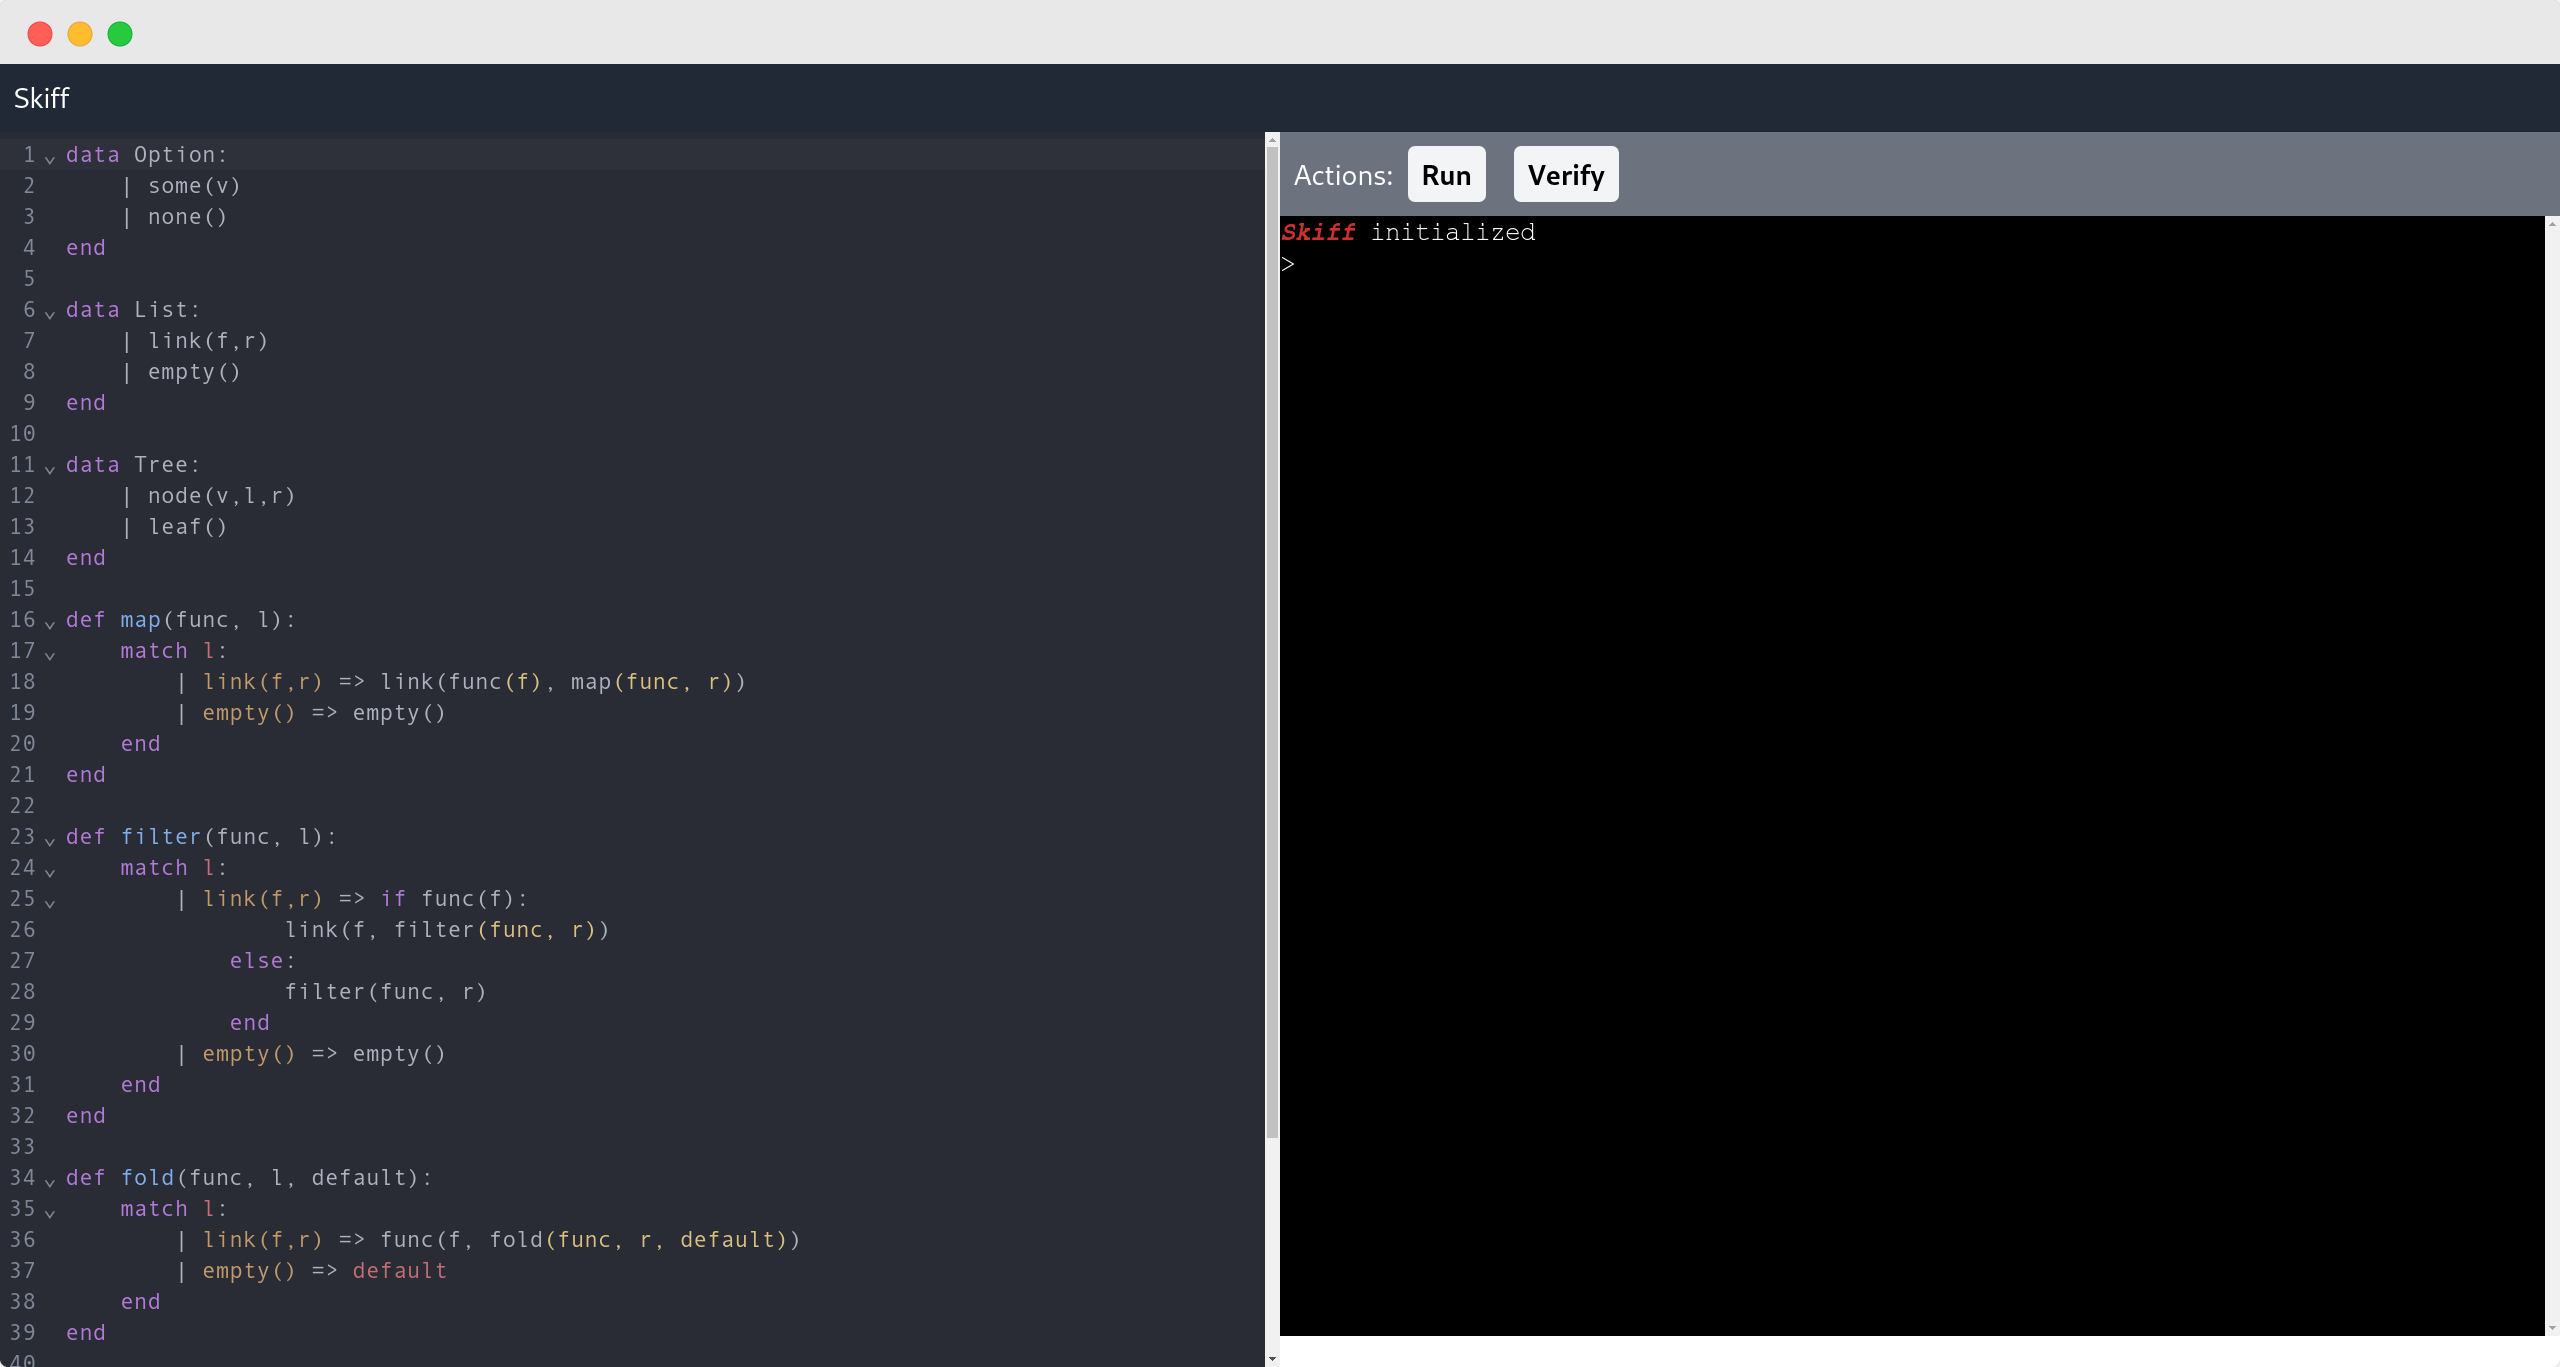 Skiff
1 data Option:
2     | some(v)
3     | none()
4 end
5
6 data List:
7     | link(f,r)
8     | empty()
9 end
10
11 data Tree:
12     | node(v,l,r)
13     | leaf()
14 end
15
16 def map(func, l):
17     match l:
18         | link(f,r) => link(func(f), map(func, r))
19         | empty() => empty()
20     end
21 end
22
23 def filter(func, l):
24     match l:
25         | link(f,r) => if func(f):
26                 link(f, filter(func, r))
27             else:
28                 filter(func, r)
29             end
30         | empty() => empty()
31     end
32 end
33
34 def fold(func, l, default):
35     match l:
36         | link(f,r) => func(f, fold(func, r, default))
37         | empty() => default
38     end
39 end
40
Actions: Run Verify
Skiff initialized
>